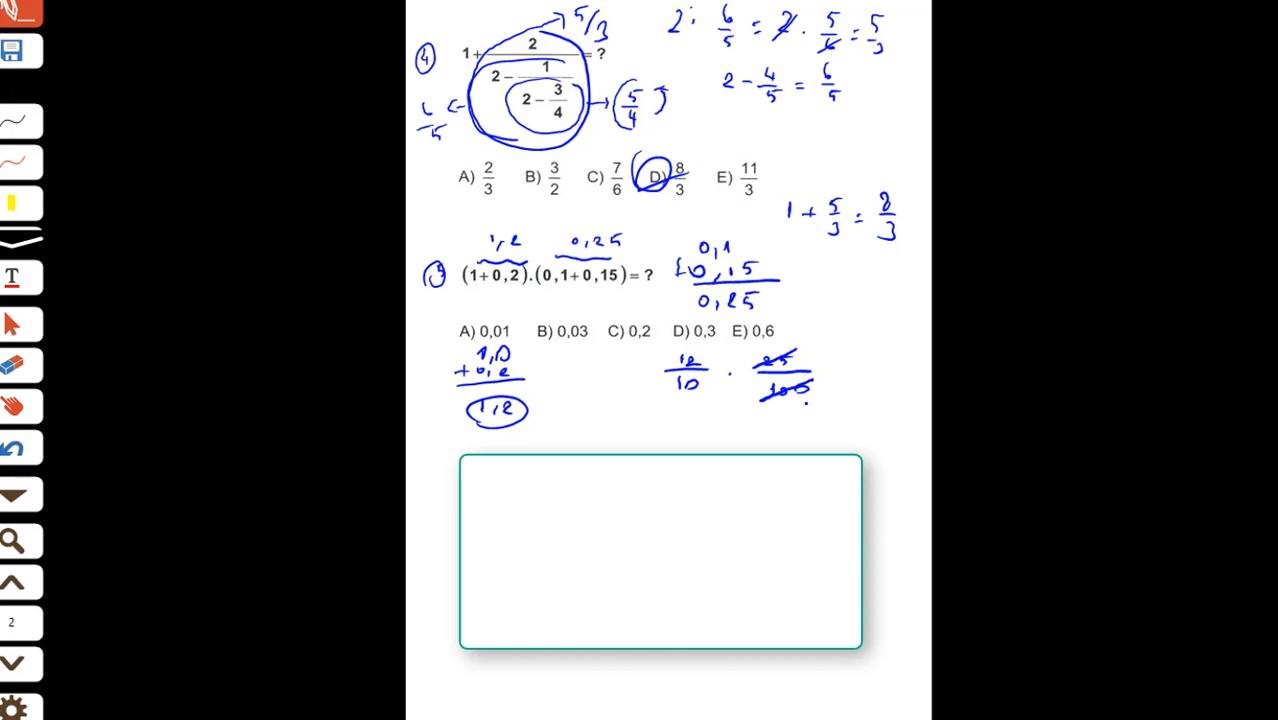 4
1 + 2 / (2 − 1 / (2 − 3/4)) = ?
5/3
6/5
(5/4)
2 : 6/5 = 2 . 5/6 = 5/3
2 − 4/5 = 6/5
A) 2/3 B) 3/2 C) 7/6 D) 8/3 E) 11/3
1 + 5/3 = 8/3
1,2 0,25
(1+0,2).(0,1+0,15) = ?
0,1
+0,15
0,25
A) 0,01 B) 0,03 C) 0,2 D) 0,3 E) 0,6
1,0
+0,2
1,2
12/10 . 25/100
T
2